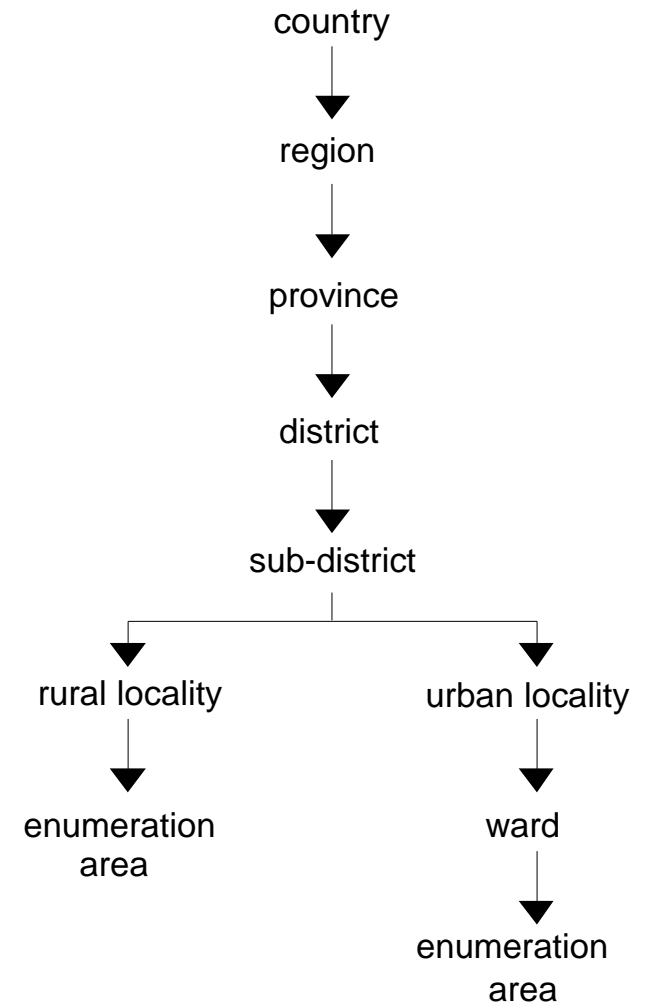 country
region
province
district
sub-district
rural locality
urban locality
enumeration
area
ward
enumeration
area